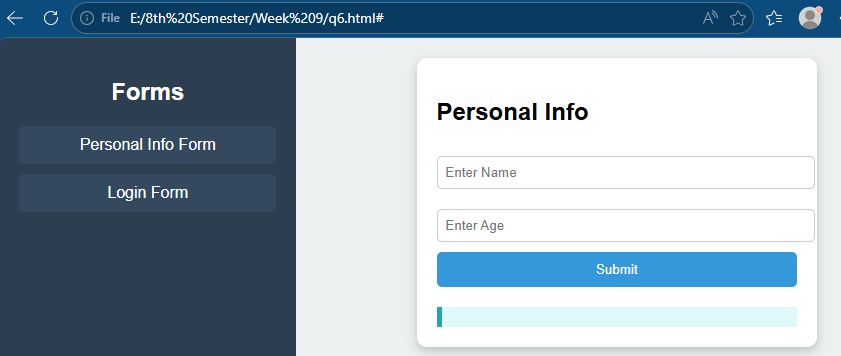 File E:/8th%20Semester/Week%209/q6.html#
Forms
Personal Info Form
Login Form
Personal Info
Enter Name
Enter Age
Submit